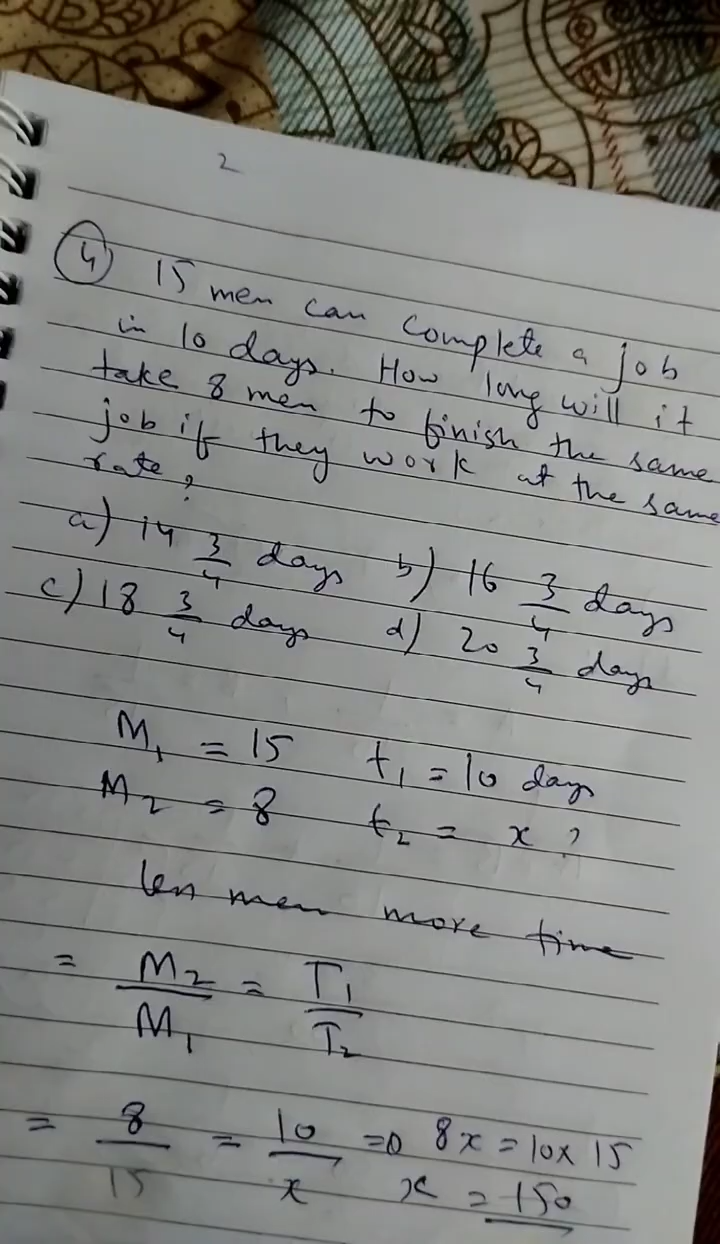 2
4 15 men can complete a job
in 10 days. How long will it
take 8 men to finish the same
job if they work at the same
rate?
a) 14 3/4 days b) 16 3/4 days
c) 18 3/4 days d) 20 3/4 days
M₁ = 15 t₁ = 10 days
M₂ = 8 t₂ = x ?
less men more time
= M₂/M₁ = T₁/T₂
= 8/15 = 10/x => 8x = 10 x 15
x = 150